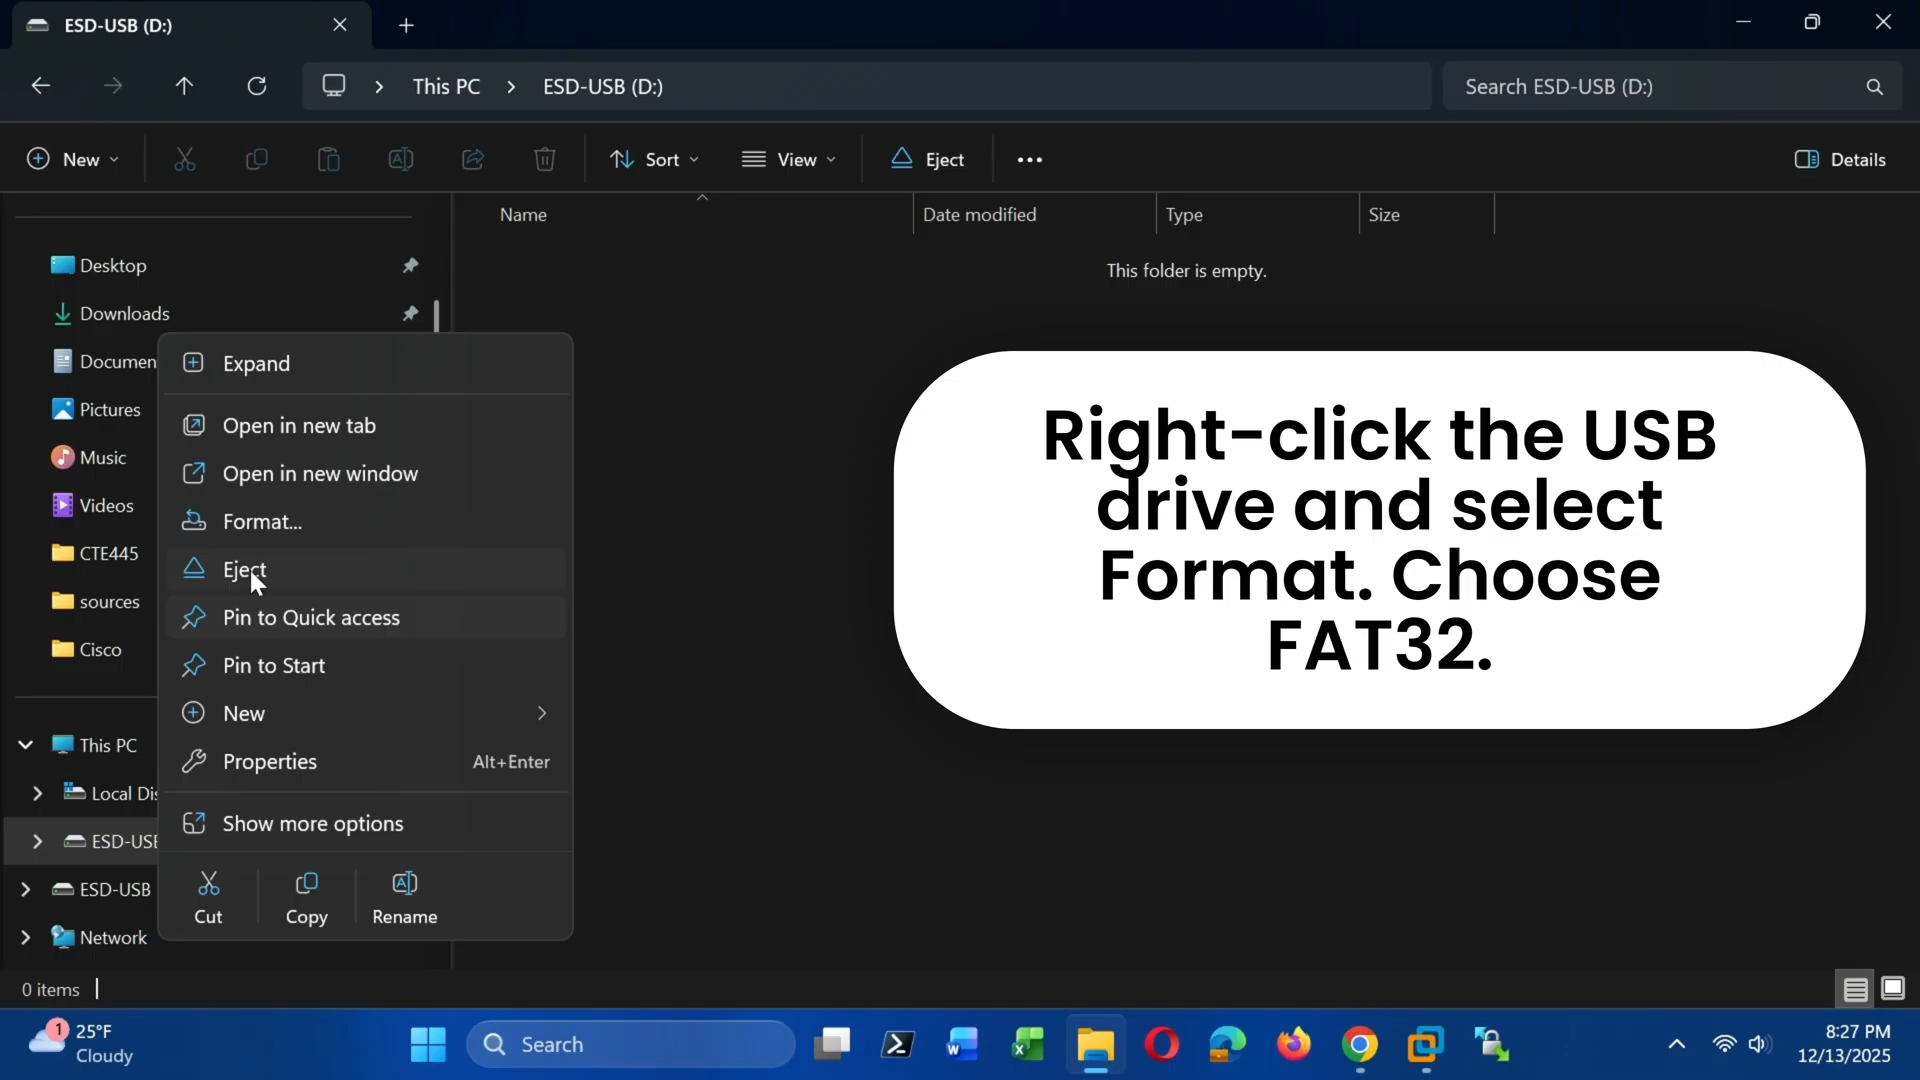 ESD-USB (D:)
This PC
ESD-USB (D:)
Search ESD-USB (D:)
New
Sort
View
Eject
Details
Name
Date modified
Type
Size
This folder is empty.
Desktop
Downloads
Documen
Pictures
Music
Videos
CTE445
sources
Cisco
This PC
Local Dis
ESD-USB
ESD-USB
Network
Expand
Open in new tab
Open in new window
Format...
Eject
Pin to Quick access
Pin to Start
New
Properties
Alt+Enter
Show more options
Cut
Copy
Rename
Right-click the USB
drive and select
Format. Choose
FAT32.
0 items
1
25°F
Cloudy
Search
8:27 PM
12/13/2025